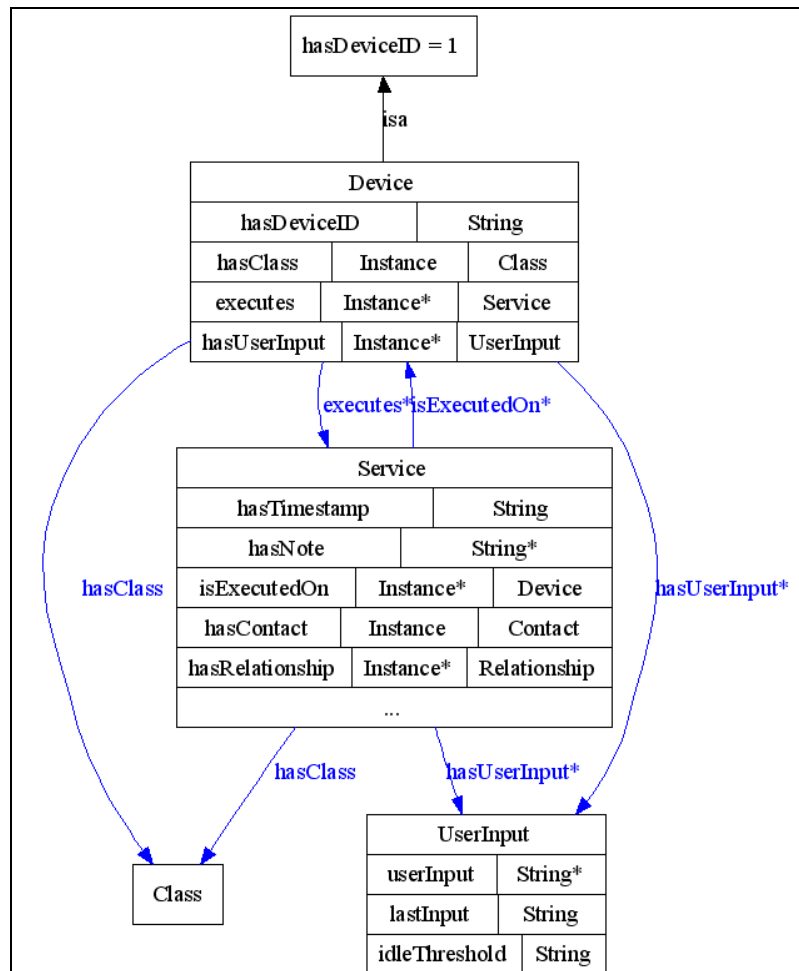 hasDeviceID = 1
isa
Device
hasDeviceID String
hasClass Instance Class
executes Instance* Service
hasUserInput Instance* UserInput
executes* isExecutedOn*
Service
hasTimestamp String
hasNote String*
isExecutedOn Instance* Device
hasClass hasUserInput*
hasContact Instance Contact
hasRelationship Instance* Relationship
...
hasClass hasUserInput*
UserInput
userInput String*
Class
lastInput String
idleThreshold String